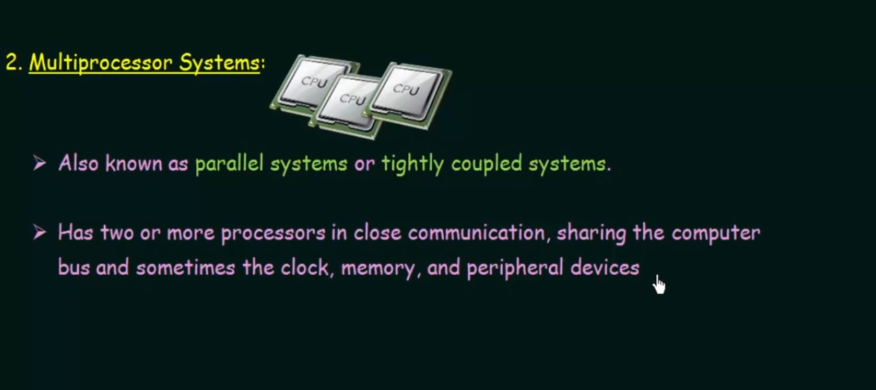 2. Multiprocessor Systems:
CPU
CPU
CPU
➢ Also known as parallel systems or tightly coupled systems.
➢ Has two or more processors in close communication, sharing the computer
bus and sometimes the clock, memory, and peripheral devices